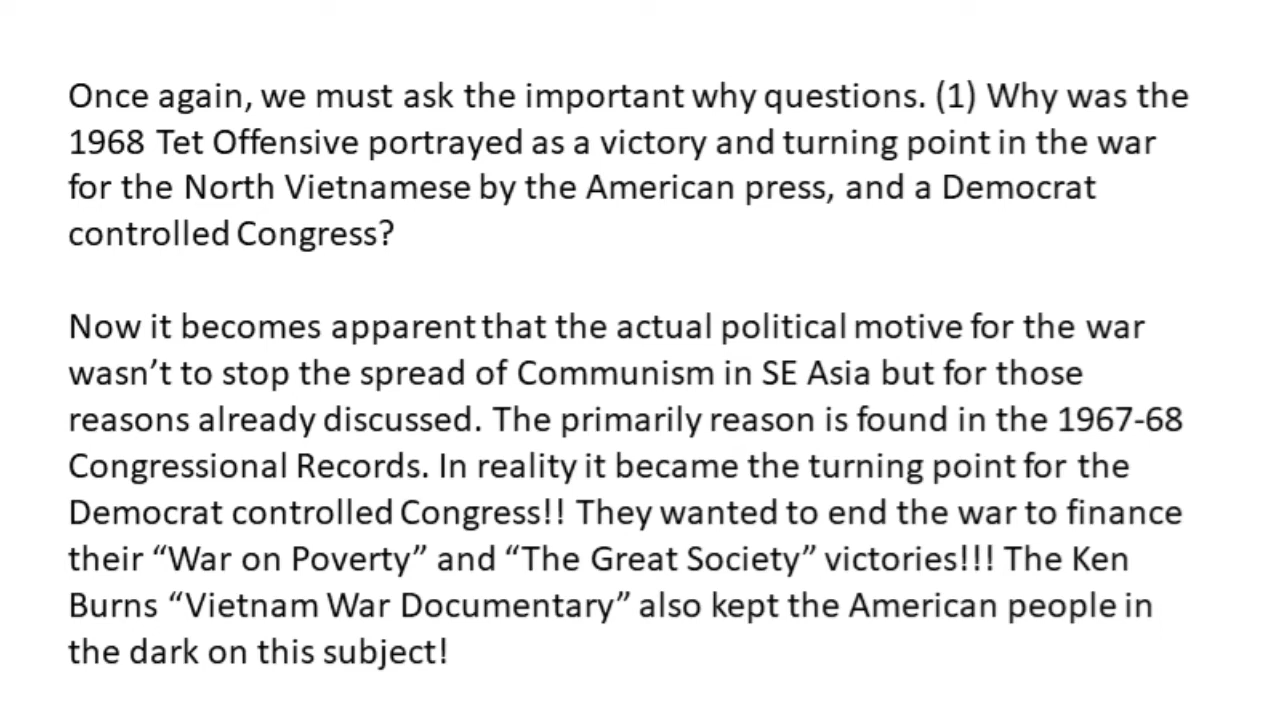 Once again, we must ask the important why questions. (1) Why was the
1968 Tet Offensive portrayed as a victory and turning point in the war
for the North Vietnamese by the American press, and a Democrat
controlled Congress?
Now it becomes apparent that the actual political motive for the war
wasn’t to stop the spread of Communism in SE Asia but for those
reasons already discussed. The primarily reason is found in the 1967-68
Congressional Records. In reality it became the turning point for the
Democrat controlled Congress!! They wanted to end the war to finance
their “War on Poverty” and “The Great Society” victories!!! The Ken
Burns “Vietnam War Documentary” also kept the American people in
the dark on this subject!